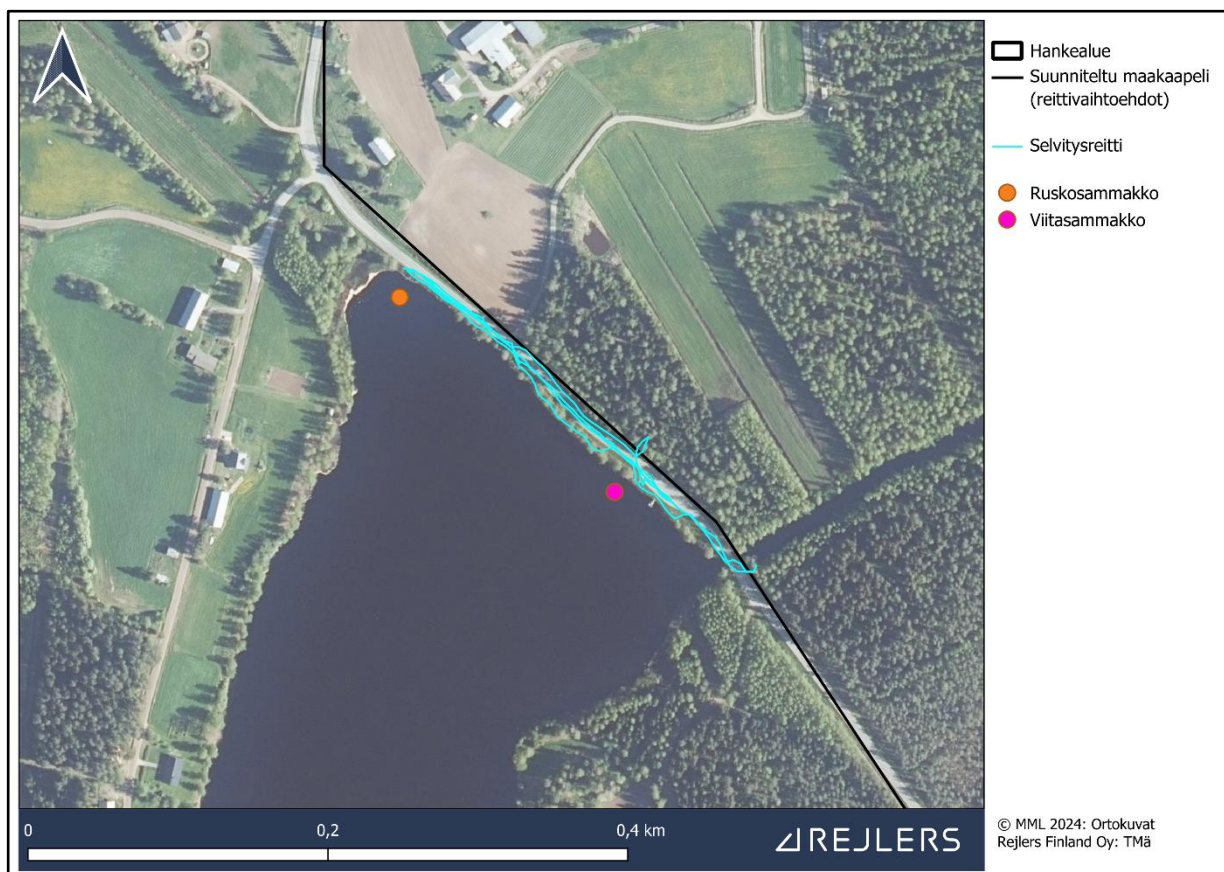 Hankealue
Suunniteltu maakaapeli
(reittivaihtoehdot)
Selvitysreitti
Ruskosammakko
Viitasammakko
0
0,2
0,4 km
REJLERS
© MML 2024: Ortokuvat
Rejlers Finland Oy: TMä